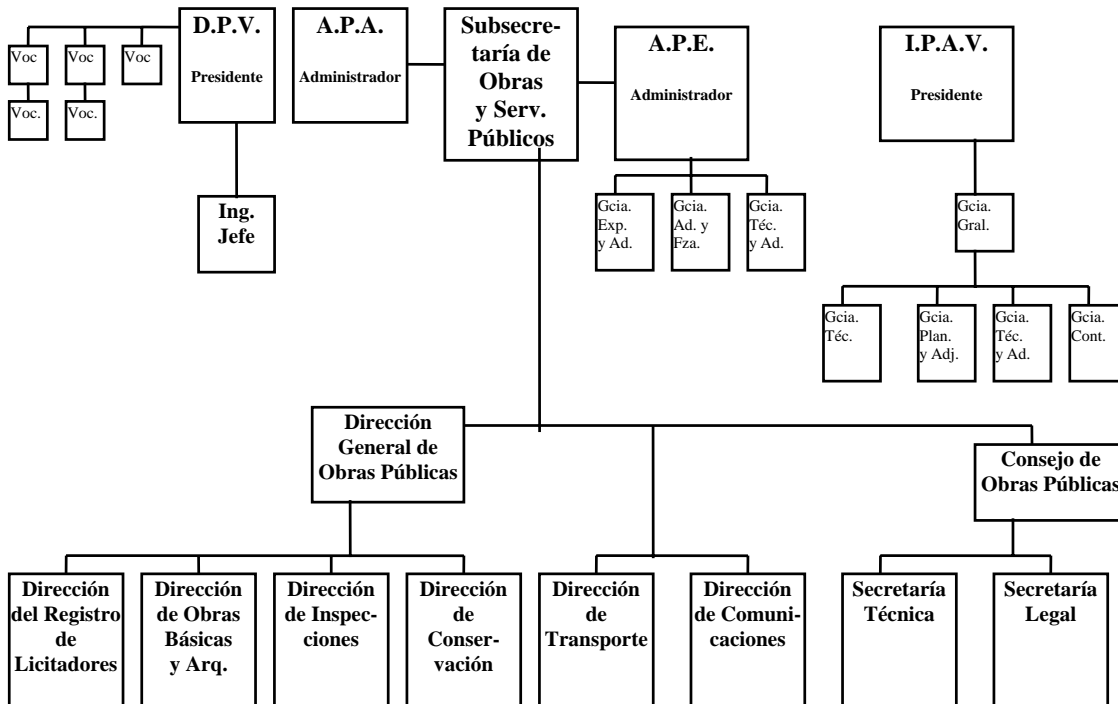 D.P.V.
Presidente
Voc
Voc
Voc
Voc.
Voc.
Ing.
Jefe
A.P.A.
Administrador
Subsecre-
taría de
Obras
y Serv.
Públicos
A.P.E.
Administrador
Gcia.
Exp.
y Ad.
Gcia.
Ad. y
Fza.
Gcia.
Téc.
y Ad.
I.P.A.V.
Presidente
Gcia.
Gral.
Gcia.
Téc.
Gcia.
Plan.
y Adj.
Gcia.
Téc.
y Ad.
Gcia.
Cont.
Dirección
General de
Obras Públicas
Consejo de
Obras Públicas
Dirección
del Registro
de
Licitadores
Dirección
de Obras
Básicas
y Arq.
Dirección
de Inspec-
ciones
Dirección
de
Conser-
vación
Dirección
de
Transporte
Dirección
de Comuni-
caciones
Secretaría
Técnica
Secretaría
Legal